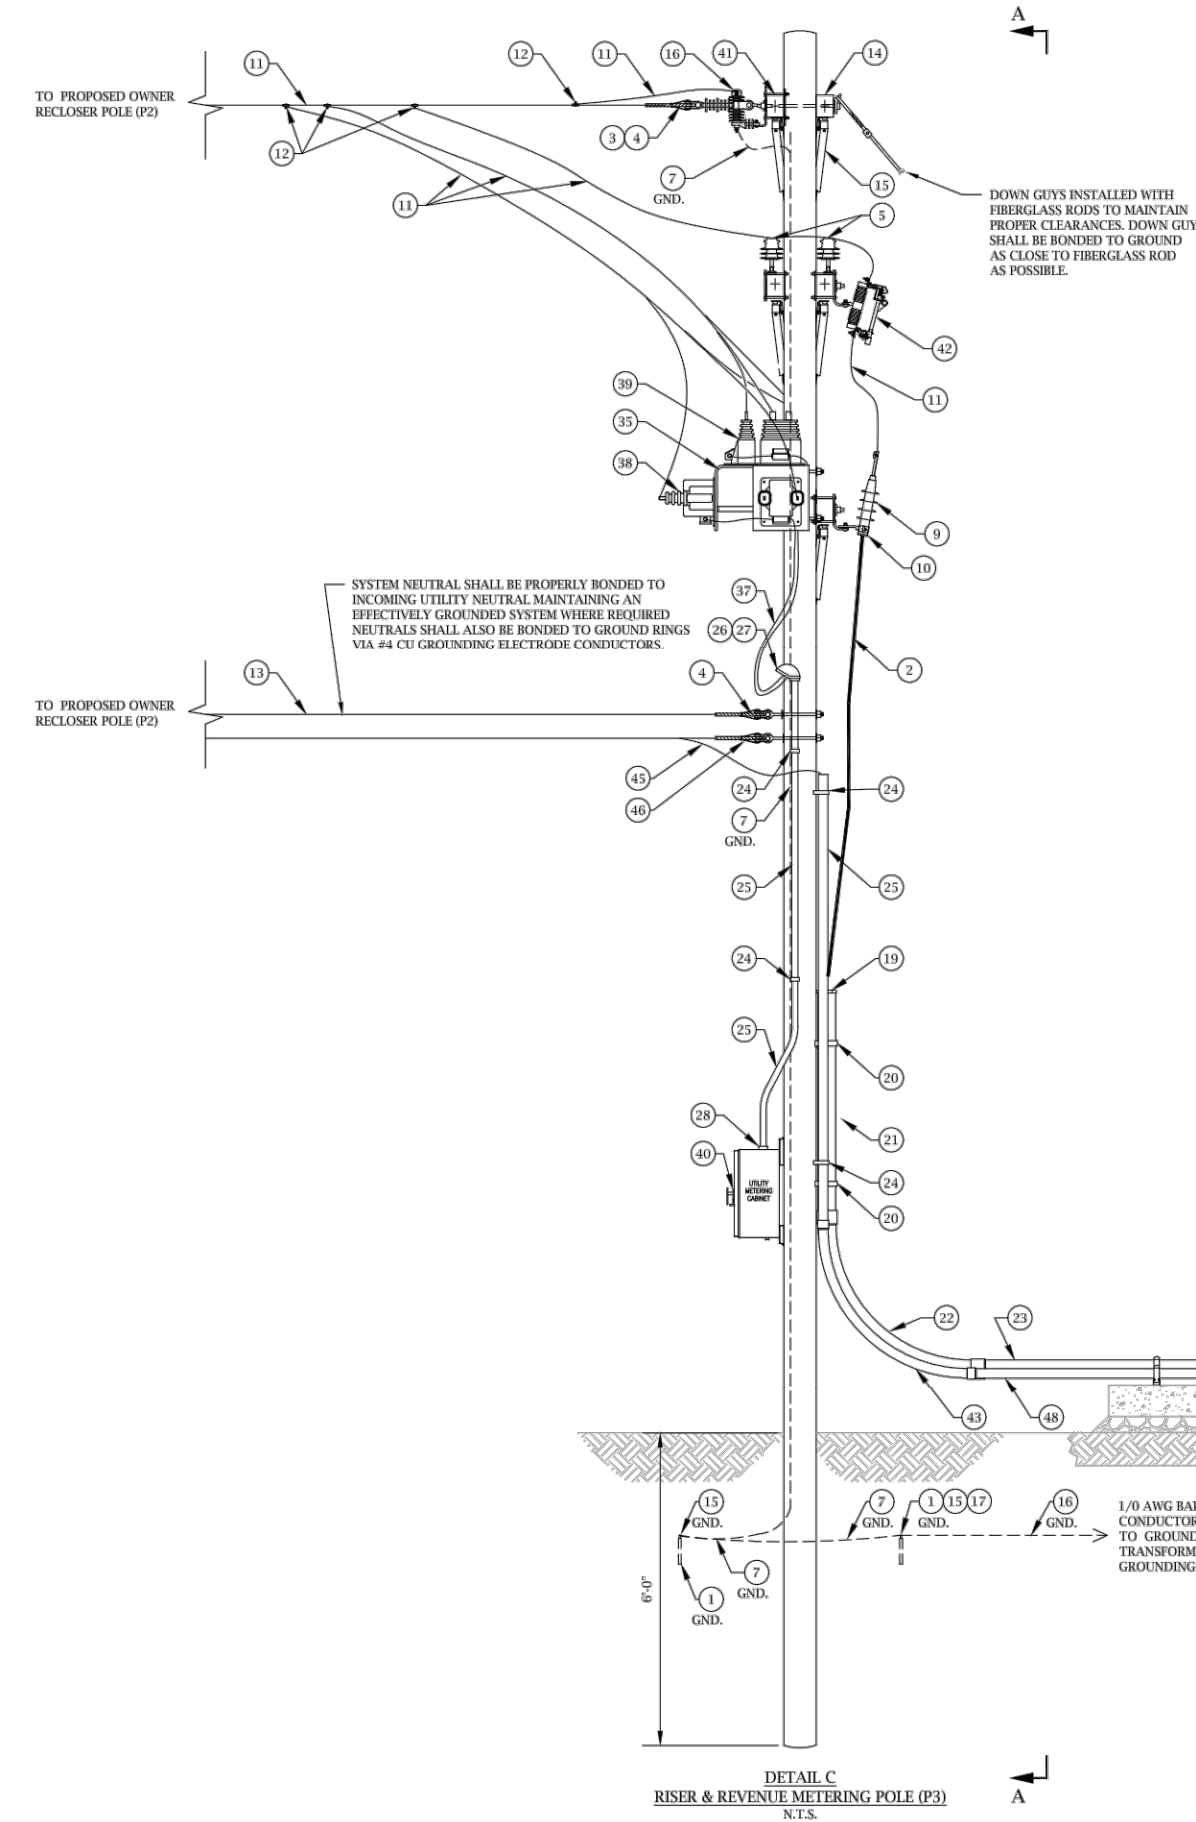 A
11
12
11
16
41
14
TO PROPOSED OWNER
RECLOSER POLE (P2)
12
3 4
7
GND.
15
11
5
DOWN GUYS INSTALLED WITH
FIBERGLASS RODS TO MAINTAIN
PROPER CLEARANCES. DOWN GUY
SHALL BE BONDED TO GROUND
AS CLOSE TO FIBERGLASS ROD
AS POSSIBLE.
42
39
11
35
38
9
10
SYSTEM NEUTRAL SHALL BE PROPERLY BONDED TO
INCOMING UTILITY NEUTRAL MAINTAINING AN
EFFECTIVELY GROUNDED SYSTEM WHERE REQUIRED
NEUTRALS SHALL ALSO BE BONDED TO GROUND RINGS
VIA #4 CU GROUNDING ELECTRODE CONDUCTORS.
37
26 27
13
4
2
TO PROPOSED OWNER
RECLOSER POLE (P2)
45
24
24
46
7
GND.
25
25
24
19
25
20
28
21
40
24
UTILITY
METERING
CABINET
20
22
23
43
48
15
GND.
7
GND.
1 15 17
GND.
16
GND.
1/0 AWG BA
CONDUCTOR
TO GROUND
TRANSFORM
GROUNDING
7
GND.
1
GND.
6'-0"
DETAIL C
RISER & REVENUE METERING POLE (P3)
N.T.S.
A